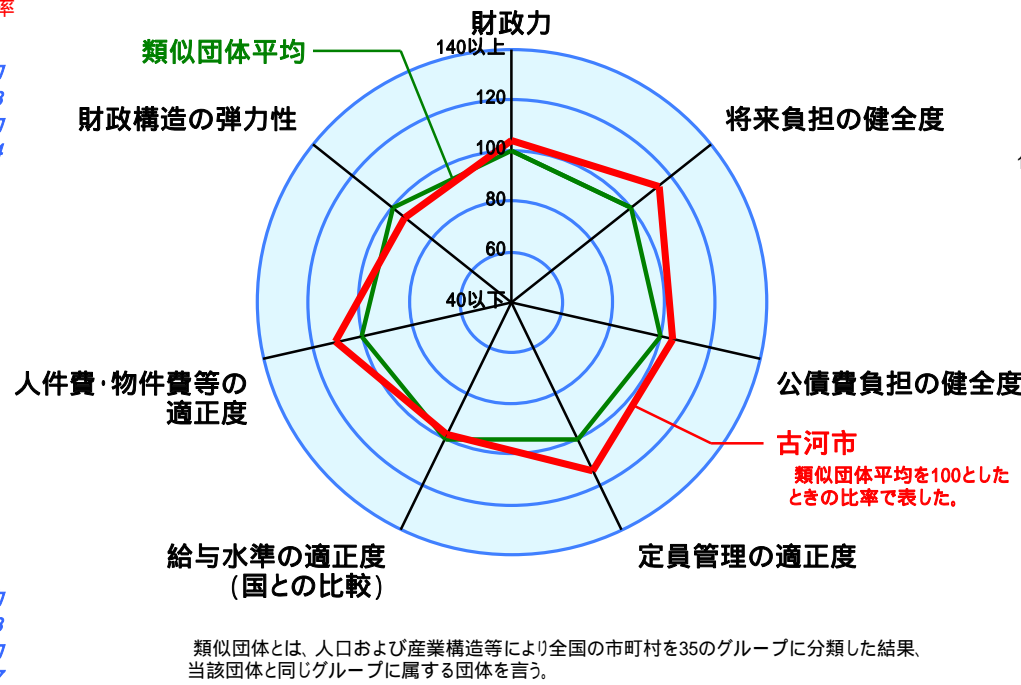 率
財政力
140以上
類似団体平均
120
財政構造の弾力性
将来負担の健全度
100
80
60
40以下
人件費・物件費等の
適正度
公債費負担の健全度
古河市
類似団体平均を100とした
ときの比率で表した。
給与水準の適正度
(国との比較)
定員管理の適正度
類似団体とは、人口および産業構造等により全国の市町村を35のグループに分類した結果、
当該団体と同じグループに属する団体を言う。